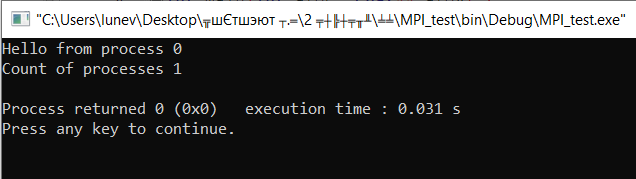 "C:\Users\lunev\Desktop\╦шЄтшэют ┬.=\2 ╤┼╠┼╤╥╨\╧╧\MPI_test\bin\Debug\MPI_test.exe"
Hello from process 0
Count of processes 1
Process returned 0 (0x0)   execution time : 0.031 s
Press any key to continue.